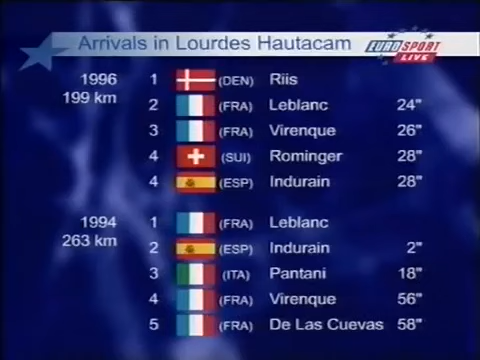 Arrivals in Lourdes Hautacam
EUROSPORT
LIVE
1996 1 (DEN) Riis
199 km
2 (FRA) Leblanc 24"
3 (FRA) Virenque 26"
4 (SUI) Rominger 28"
4 (ESP) Indurain 28"
1994 1 (FRA) Leblanc
263 km
2 (ESP) Indurain 2"
3 (ITA) Pantani 18"
4 (FRA) Virenque 56"
5 (FRA) De Las Cuevas 58"